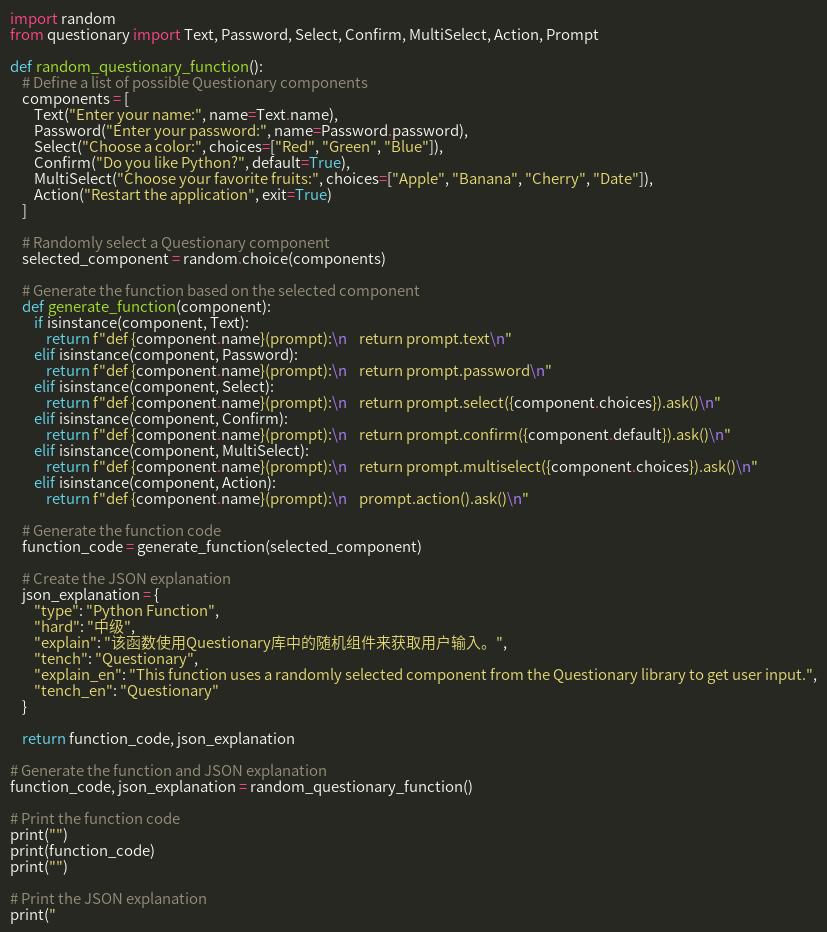 import random
from questionary import Text, Password, Select, Confirm, MultiSelect, Action, Prompt

def random_questionary_function():
    # Define a list of possible Questionary components
    components = [
        Text("Enter your name:", name=Text.name),
        Password("Enter your password:", name=Password.password),
        Select("Choose a color:", choices=["Red", "Green", "Blue"]),
        Confirm("Do you like Python?", default=True),
        MultiSelect("Choose your favorite fruits:", choices=["Apple", "Banana", "Cherry", "Date"]),
        Action("Restart the application", exit=True)
    ]

    # Randomly select a Questionary component
    selected_component = random.choice(components)

    # Generate the function based on the selected component
    def generate_function(component):
        if isinstance(component, Text):
            return f"def {component.name}(prompt):\n    return prompt.text\n"
        elif isinstance(component, Password):
            return f"def {component.name}(prompt):\n    return prompt.password\n"
        elif isinstance(component, Select):
            return f"def {component.name}(prompt):\n    return prompt.select({component.choices}).ask()\n"
        elif isinstance(component, Confirm):
            return f"def {component.name}(prompt):\n    return prompt.confirm({component.default}).ask()\n"
        elif isinstance(component, MultiSelect):
            return f"def {component.name}(prompt):\n    return prompt.multiselect({component.choices}).ask()\n"
        elif isinstance(component, Action):
            return f"def {component.name}(prompt):\n    prompt.action().ask()\n"

    # Generate the function code
    function_code = generate_function(selected_component)

    # Create the JSON explanation
    json_explanation = {
        "type": "Python Function",
        "hard": "中级",
        "explain": "该函数使用Questionary库中的随机组件来获取用户输入。",
        "tench": "Questionary",
        "explain_en": "This function uses a randomly selected component from the Questionary library to get user input.",
        "tench_en": "Questionary"
    }

    return function_code, json_explanation

# Generate the function and JSON explanation
function_code, json_explanation = random_questionary_function()

# Print the function code
print("")
print(function_code)
print("")

# Print the JSON explanation
print("